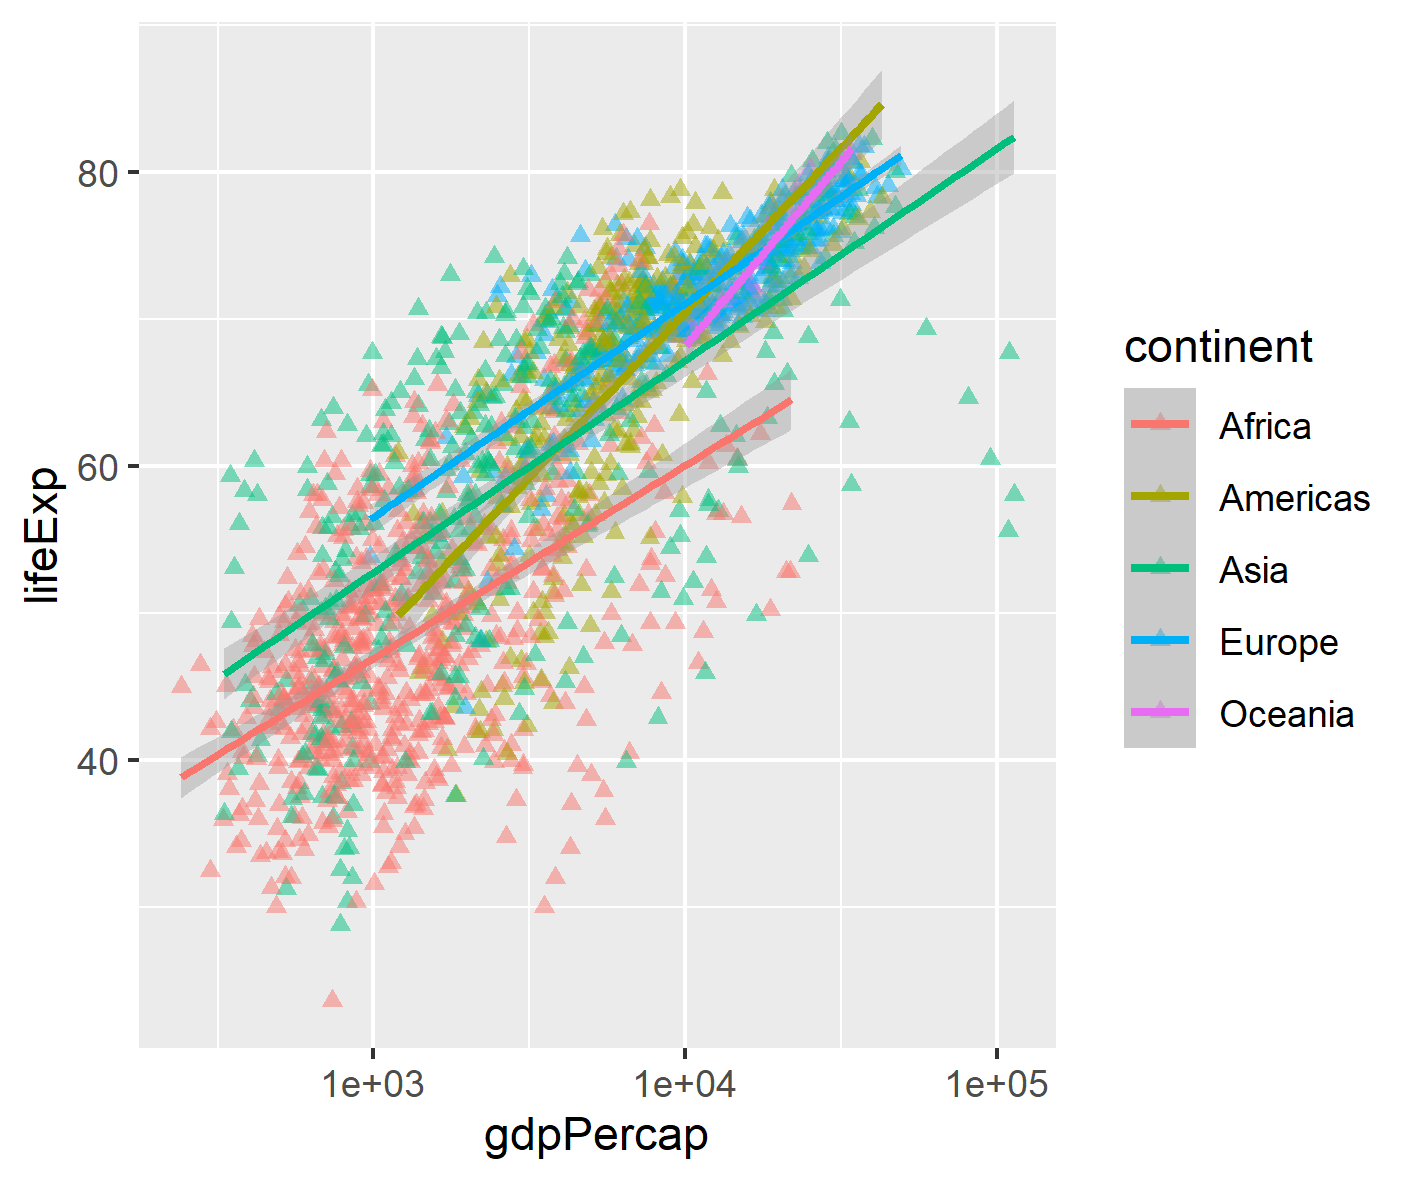 80
60
40
lifeExp
1e+03
1e+04
1e+05
gdpPercap
continent
Africa
Americas
Asia
Europe
Oceania